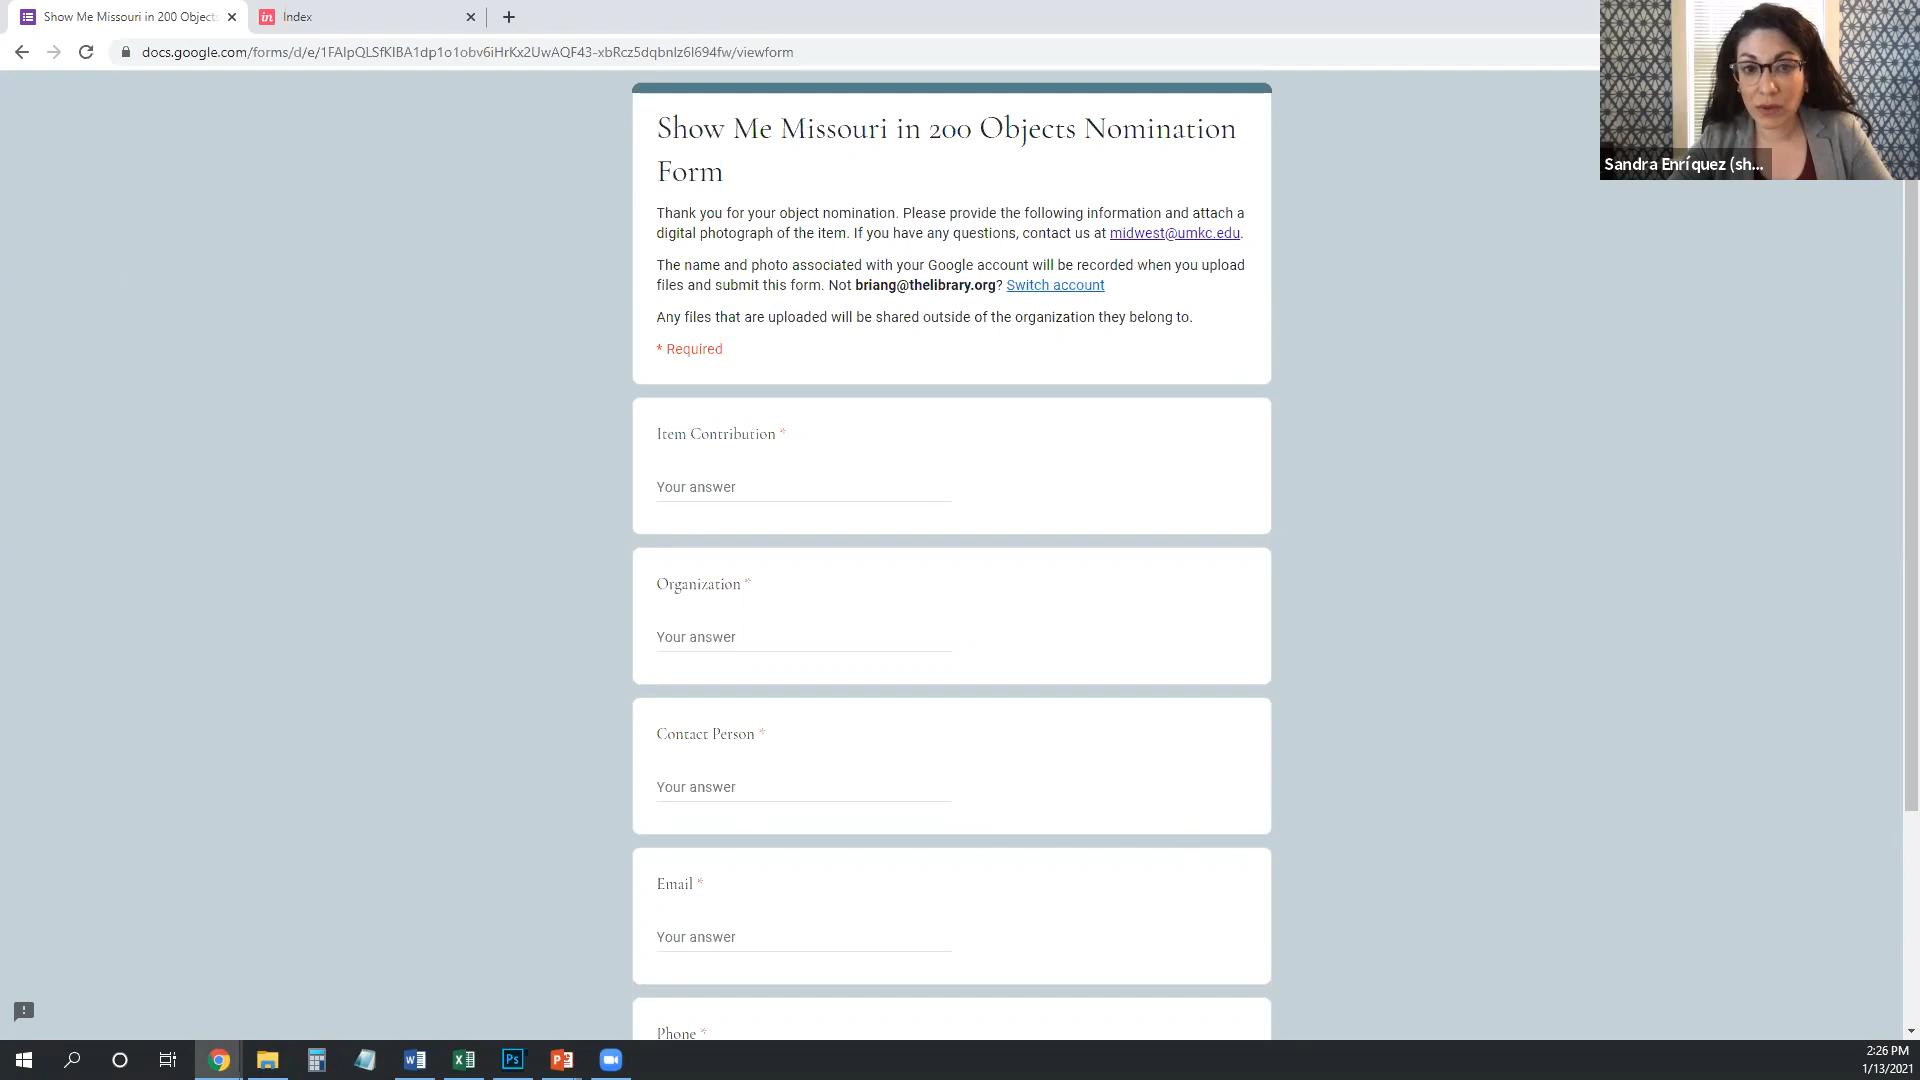 Show Me Missouri in 200 Objects
Index
docs.google.com/forms/d/e/1FAIpQLSfKIBA1dp1o1obv6iHrKx2UwAQF43-xbRcz5dqbnlz6l694fw/viewform
Sandra Enríquez (sh...
Show Me Missouri in 200 Objects Nomination
Form
Thank you for your object nomination. Please provide the following information and attach a
digital photograph of the item. If you have any questions, contact us at midwest@umkc.edu.
The name and photo associated with your Google account will be recorded when you upload
files and submit this form. Not briang@thelibrary.org? Switch account
Any files that are uploaded will be shared outside of the organization they belong to.
* Required
Item Contribution *
Your answer
Organization *
Your answer
Contact Person *
Your answer
Email *
Your answer
Phone *
2:26 PM
1/13/2021